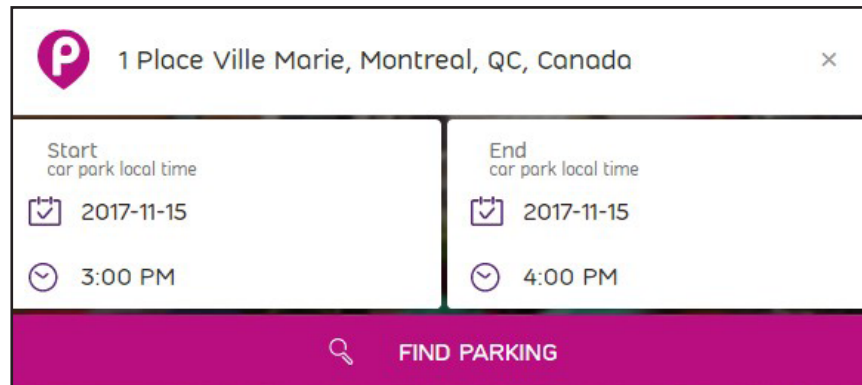 P
1 Place Ville Marie, Montreal, QC, Canada
Start
car park local time
2017-11-15
3:00 PM
End
car park local time
2017-11-15
4:00 PM
FIND PARKING